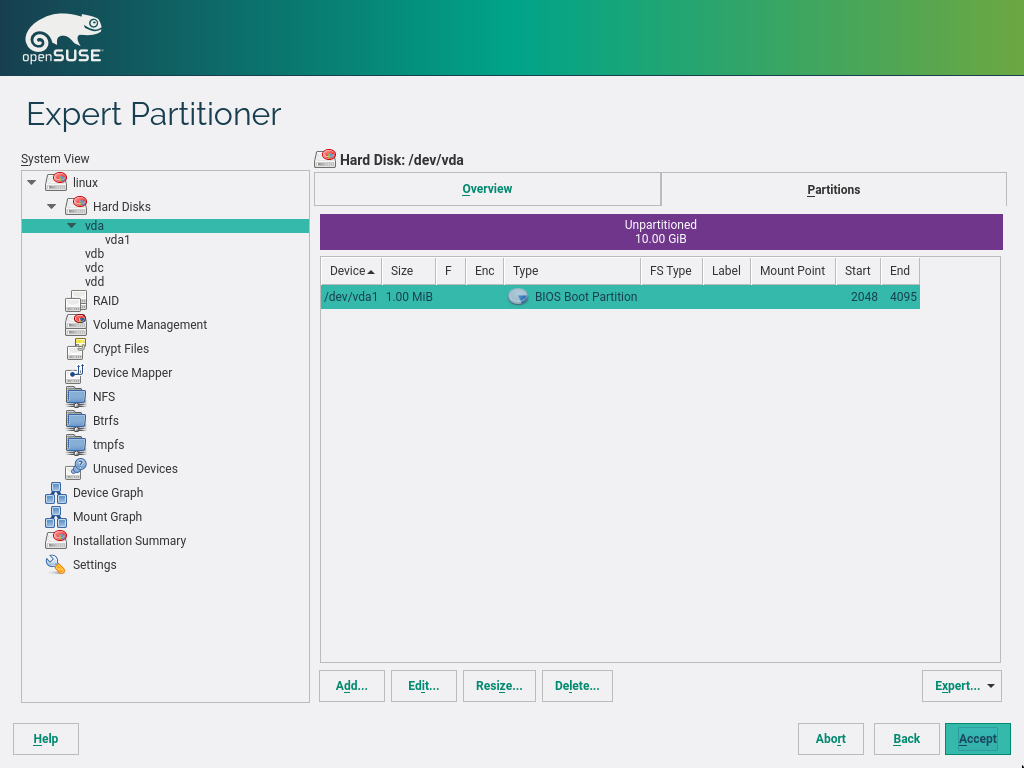 openSUSE
Expert Partitioner
System View
linux
Hard Disks
vda
vda1
vdb
vdc
vdd
RAID
Volume Management
Crypt Files
Device Mapper
NFS
Btrfs
tmpfs
Unused Devices
Device Graph
Mount Graph
Installation Summary
Settings
Hard Disk: /dev/vda
Overview Partitions
Unpartitioned
10.00 GiB
Device Size F Enc Type FS Type Label Mount Point Start End
/dev/vda1 1.00 MiB BIOS Boot Partition 2048 4095
Add... Edit... Resize... Delete... Expert...
Help Abort Back Accept